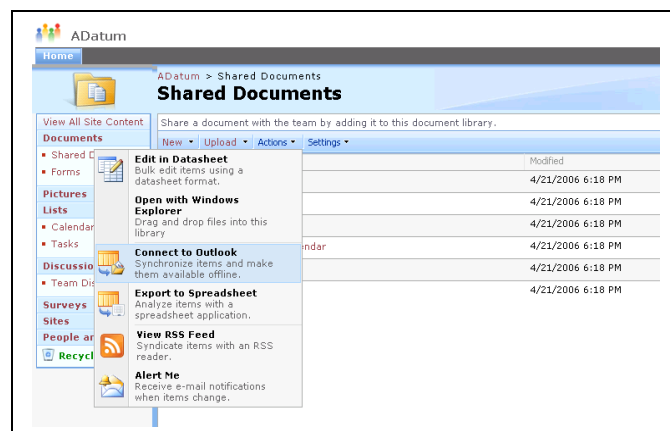 ADatum
Home
ADatum > Shared Documents
Shared Documents
View All Site Content
Share a document with the team by adding it to this document library.
Documents
New Upload Actions Settings
Shared D
Edit in Datasheet
Bulk edit items using a
datasheet format.
Modified
Forms
4/21/2006 6:18 PM
Pictures
Open with Windows
Explorer
Drag and drop files into this
library
4/21/2006 6:18 PM
Lists
Calendar
4/21/2006 6:18 PM
Tasks
Connect to Outlook
Synchronize items and make
them available offline.
ndar
4/21/2006 6:18 PM
Discussio
4/21/2006 6:18 PM
Team Dis
Export to Spreadsheet
Analyze items with a
spreadsheet application.
4/21/2006 6:18 PM
Surveys
Sites
People an
View RSS Feed
Syndicate items with an RSS
reader.
Recycl
Alert Me
Receive e-mail notifications
when items change.